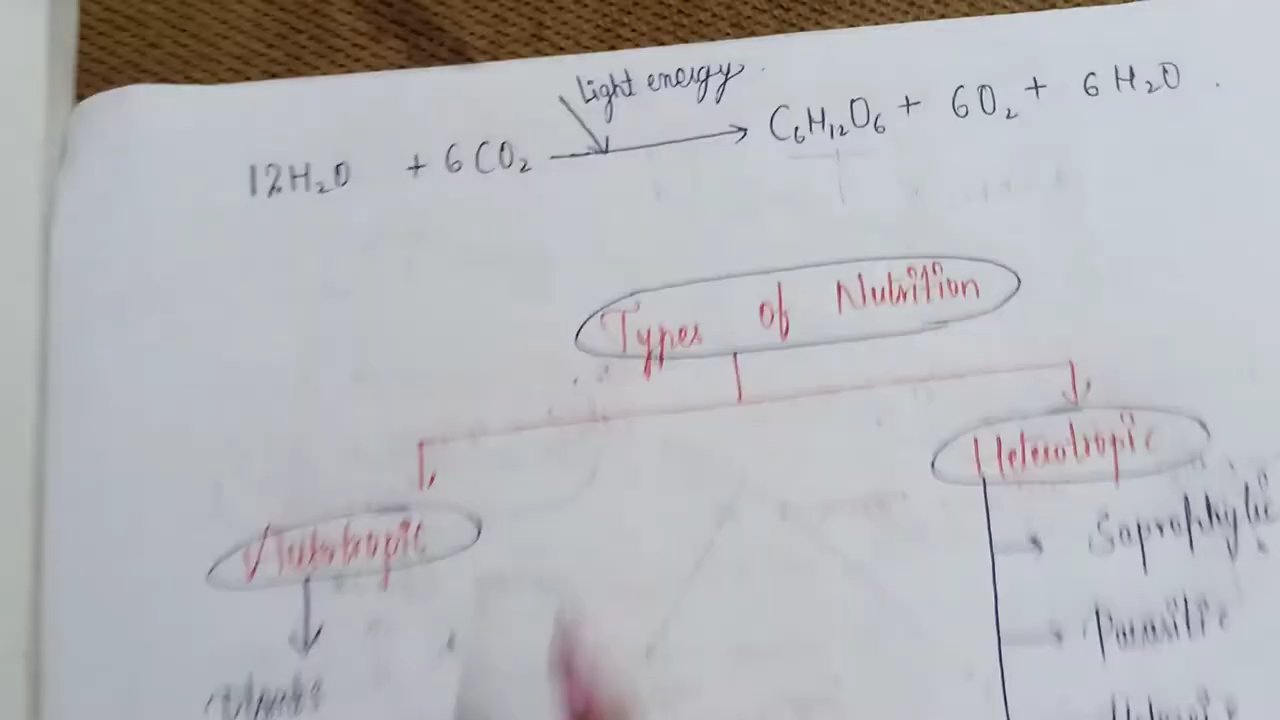 light energy
12H₂O + 6CO₂ → C₆H₁₂O₆ + 6O₂ + 6H₂O.
Types of Nutrition
Heterotropic
Autotropic
Saprophytic
Parasitic